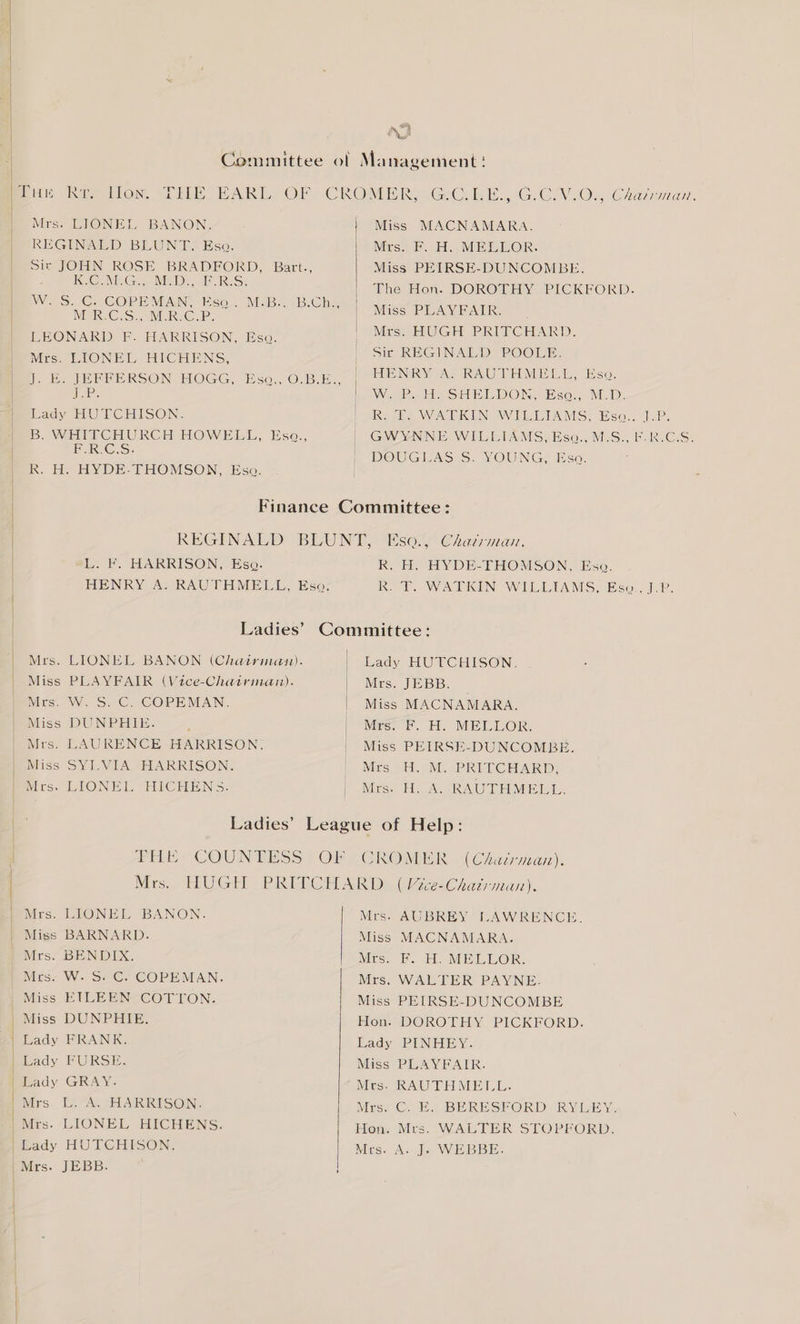 Committee of Management:
THE RT. HON. THE EARL OF CROMER, G.C.I.E., G.C.V.O., Chairman.
Mrs. LIONEL BANON.
REGINALD BLUNT, ESQ.
Sir JOHN ROSE BRADFORD, Bart.,
K.C.M.G., M.D., F.R.S.
W. S. C. COPEMAN, ESQ., M.B., B.Ch.,
M.R.C.S., M.R.C.P.
LEONARD F. HARRISON, ESQ.
Mrs. LIONEL HICHENS,
J. E. JEFFERSON HOGG, ESQ., O.B.E.,
J.P.
Lady HUTCHISON.
B. WHITCHURCH HOWELL, ESQ.,
F.R.C.S.
R. H. HYDE-THOMSON, ESQ.
Miss MACNAMARA.
Mrs. F. H. MELLOR.
Miss PEIRSE-DUNCOMBE.
The Hon. DOROTHY PICKFORD.
Miss PLAYFAIR.
Mrs. HUGH PRITCHARD.
Sir REGINALD POOLE.
HENRY A. RAUTHMELL, ESQ.
W. P. H. SHELDON, ESQ., M.D.
R. T. WATKIN WILLIAMS, ESQ., J.P.
GWYNNE WILLIAMS, ESQ., M.S., F.R.C.S.
DOUGLAS S. YOUNG, ESQ.
Finance Committee:
REGINALD BLUNT, ESQ., Chairman.
L. F. HARRISON, ESQ.
HENRY A. RAUTHMELL, ESQ.
R. H. HYDE-THOMSON, ESQ.
R. T. WATKIN WILLIAMS, ESQ., J.P.
Ladies' Committee:
Mrs. LIONEL BANON (Chairman).
Miss PLAYFAIR (Vice-Chairman).
Mrs. W. S. C. COPEMAN.
Miss DUNPHIE.
Mrs. LAURENCE HARRISON.
Miss SYLVIA HARRISON.
Mrs. LIONEL HICHENS.
Lady HUTCHISON.
Mrs. JEBB.
Miss MACNAMARA.
Mrs. F. H. MELLOR.
Miss PEIRSE-DUNCOMBE.
Mrs H. M. PRITCHARD,
Mrs. H. A. RAUTHMELL.
Ladies' League of Help:
THE COUNTESS OF CROMER (Chairman).
Mrs. HUGH PRITCHARD (Vice-Chairman).
Mrs. LIONEL BANON.
Miss BARNARD.
Mrs. BENDIX.
Mrs. W. S. C. COPEMAN.
Miss EILEEN COTTON.
Miss DUNPHIE.
Lady FRANK.
Lady FURSE.
Lady GRAY.
Mrs L. A. HARRISON.
Mrs. LIONEL HICHENS.
Lady HUTCHISON.
Mrs. JEBB.
Mrs. AUBREY LAWRENCE.
Miss MACNAMARA.
Mrs. F. H. MELLOR.
Mrs. WALTER PAYNE.
Miss PEIRSE-DUNCOMBE
Hon. DOROTHY PICKFORD.
Lady PINHEY.
Miss PLAYFAIR.
Mrs. RAUTHMELL.
Mrs. C. E. BERESFORD RYLEY.
Hon. Mrs. WALTER STOPFORD.
Mrs. A. J. WEBBE.